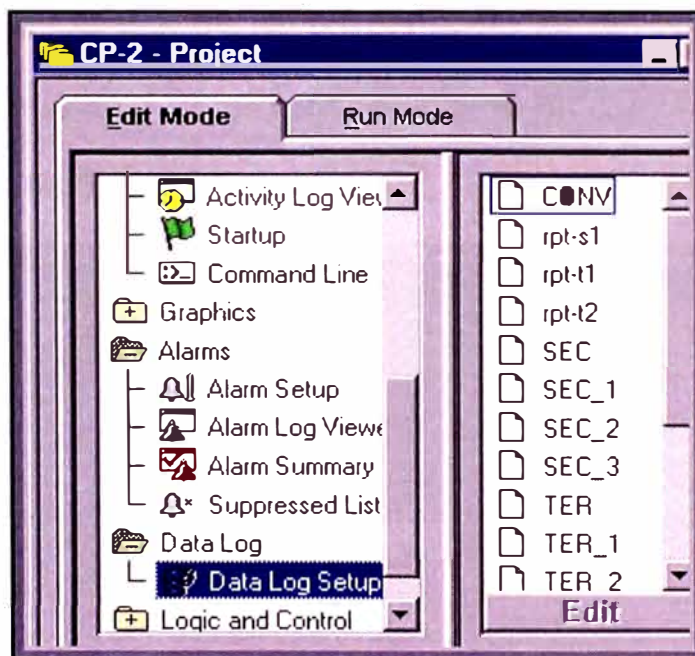 CP-2 - Project
Edit Mode
Run Mode
Activity Log View
Startup
Command Line
Graphics
Alarms
Alarm Setup
Alarm Log Viewe
Alarm Summary
Suppressed List
Data Log
Data Log Setup
Logic and Control
CONV
rpt-s1
rpt-t1
rpt-t2
SEC
SEC_1
SEC_2
SEC_3
TER
TER_1
TER_2
Edit